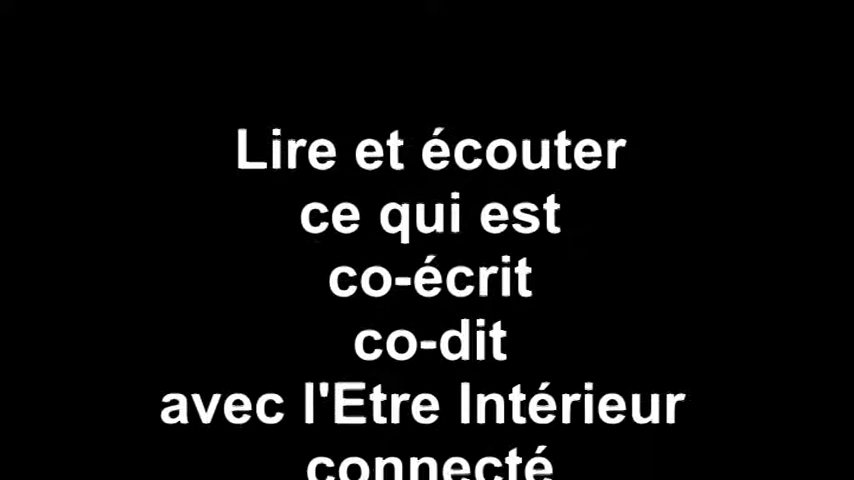 Lire et écouter
ce qui est
co-écrit
co-dit
avec l'Etre Intérieur
connecté